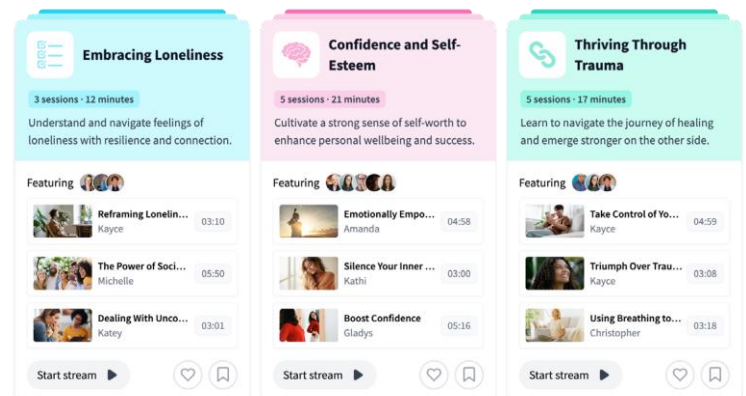 Embracing Loneliness
3 sessions · 12 minutes
Understand and navigate feelings of
loneliness with resilience and connection.
Featuring
Reframing Lonelin...
Kayce
03:10
The Power of Soci...
Michelle
05:50
Dealing With Unco...
Katey
03:01
Start stream
Confidence and Self-
Esteem
5 sessions · 21 minutes
Cultivate a strong sense of self-worth to
enhance personal wellbeing and success.
Featuring
Emotionally Empo...
Amanda
04:58
Silence Your Inner ...
Kathi
03:00
Boost Confidence
Gladys
05:16
Start stream
Thriving Through
Trauma
5 sessions · 17 minutes
Learn to navigate the journey of healing
and emerge stronger on the other side.
Featuring
Take Control of Yo...
Kayce
04:59
Triumph Over Trau...
Kayce
03:08
Using Breathing to...
Christopher
03:18
Start stream